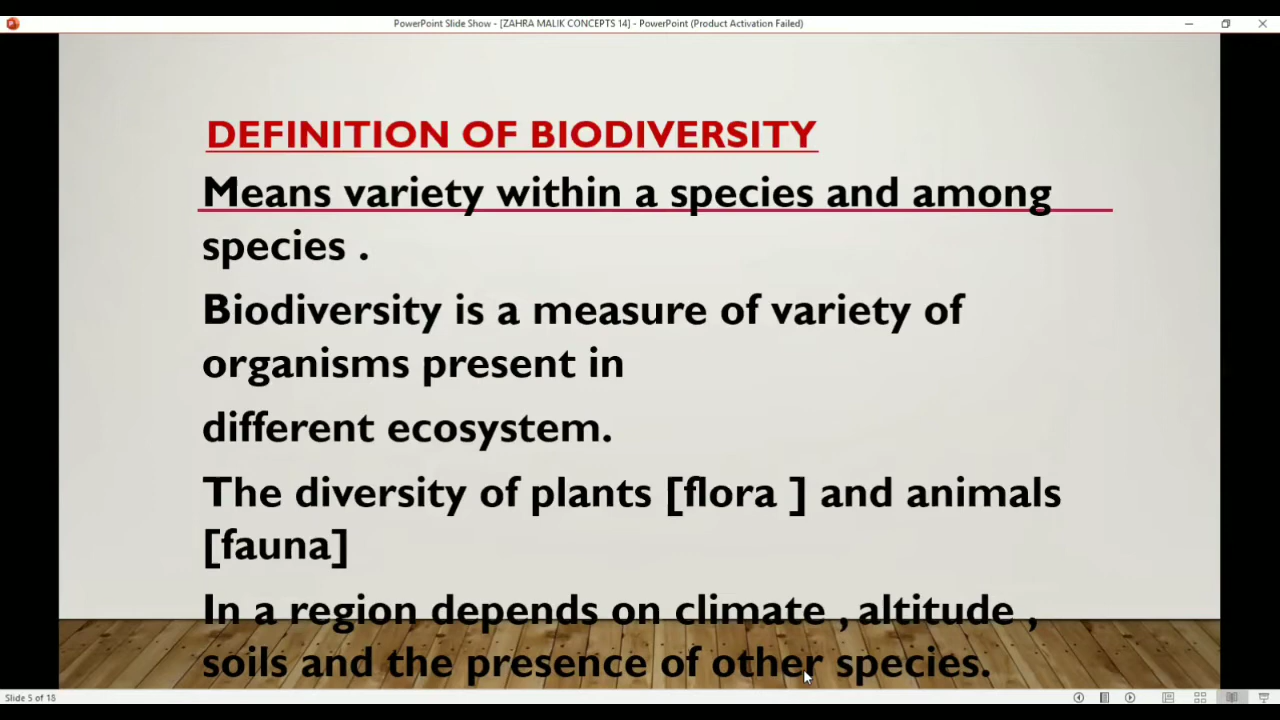 PowerPoint Slide Show - [ZAHRA MALIK CONCEPTS 14] - PowerPoint (Product Activation Failed)
DEFINITION OF BIODIVERSITY
Means variety within a species and among
species .
Biodiversity is a measure of variety of
organisms present in
different ecosystem.
The diversity of plants [flora ] and animals
[fauna]
In a region depends on climate , altitude ,
soils and the presence of other species.
Slide 5 of 18